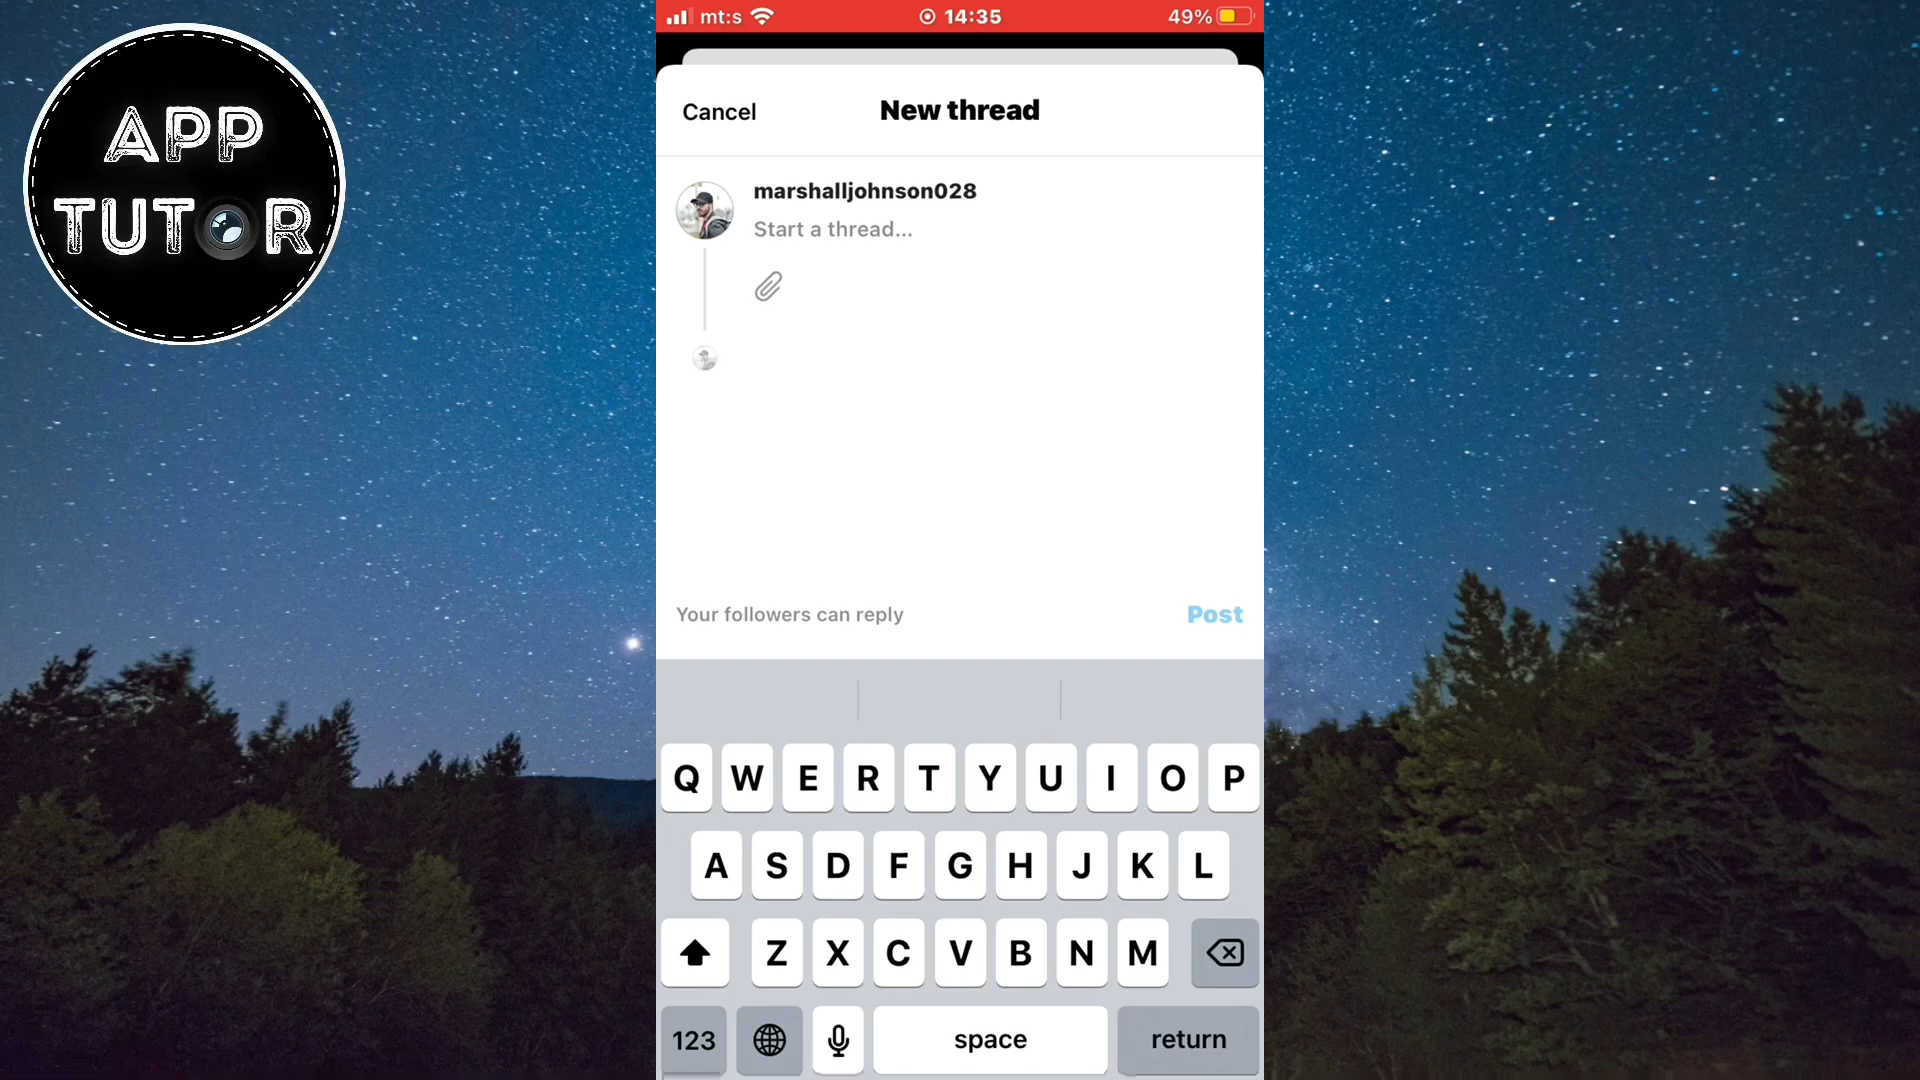 APP
TUTOR
mt:s 14:35 49%
Cancel New thread
marshalljohnson028
Start a thread...
Your followers can reply Post
Q W E R T Y U I O P
A S D F G H J K L
Z X C V B N M
123 space return